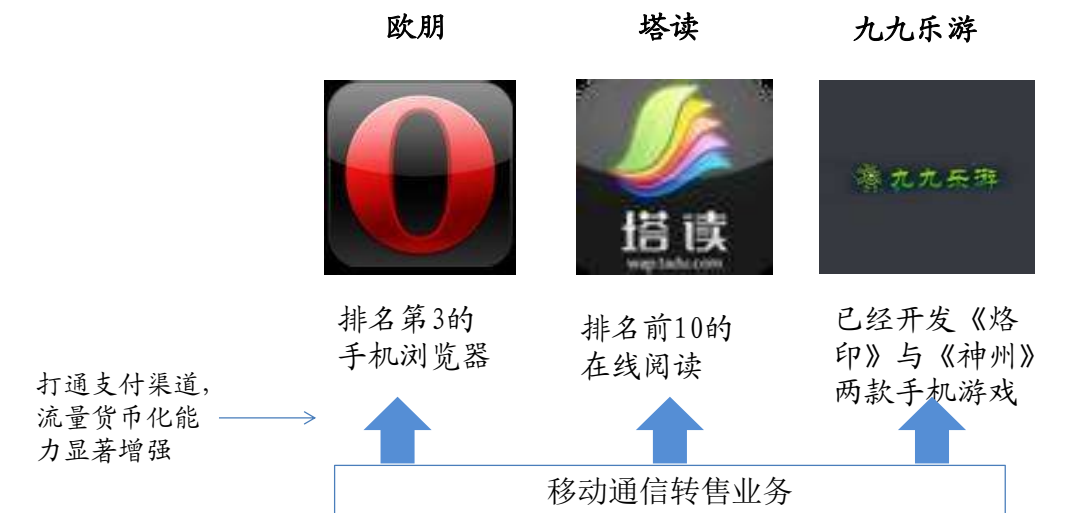 欧朋
塔读
九九乐游
塔读
wap.tadu.com
九九乐游
排名第3的
手机浏览器
排名前10的
在线阅读
已经开发《烙
印》与《神州》
两款手机游戏
打通支付渠道，
流量货币化能
力显著增强
移动通信转售业务